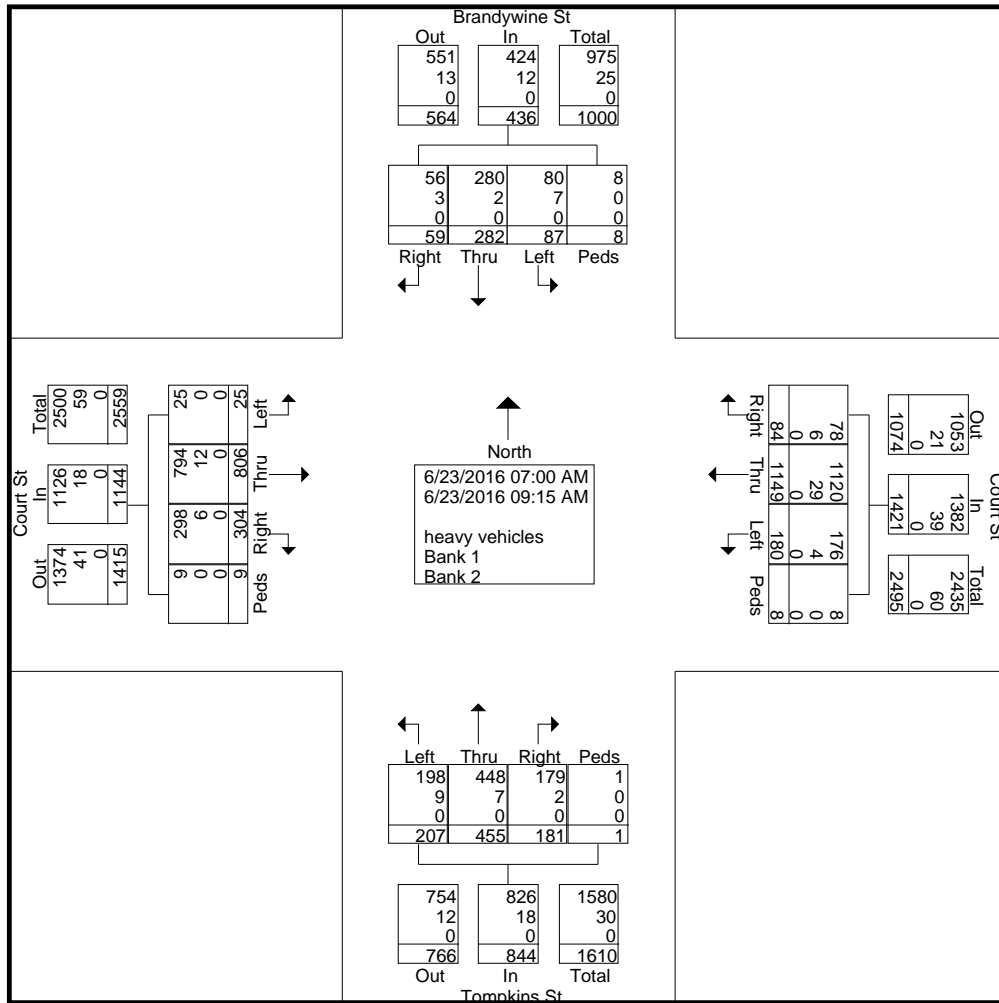 Brandywine St
Out In Total
551 424 975
13 12 25
0 0 0
564 436 1000
56 280 80 8
3 2 7 0
0 0 0 0
59 282 87 8
Right Thru Left Peds
Court St
Total In Out
2500 1126 1374
59 18 41
0 0 0
2559 1144 1415
25 794 298 9
0 12 6 0
0 0 0 0
25 806 304 9
Left Thru Right Peds
North
6/23/2016 07:00 AM
6/23/2016 09:15 AM
heavy vehicles
Bank 1
Bank 2
Right Thru Left Peds
84 1149 180 8
0 0 0 0
6 29 4 0
78 1120 176 8
Out In Total
1053 1382 2435
21 39 60
0 0 0
1074 1421 2495
Court St
Left Thru Right Peds
198 448 179 1
9 7 2 0
0 0 0 0
207 455 181 1
754 826 1580
12 18 30
0 0 0
766 844 1610
Out In Total
Tompkins St